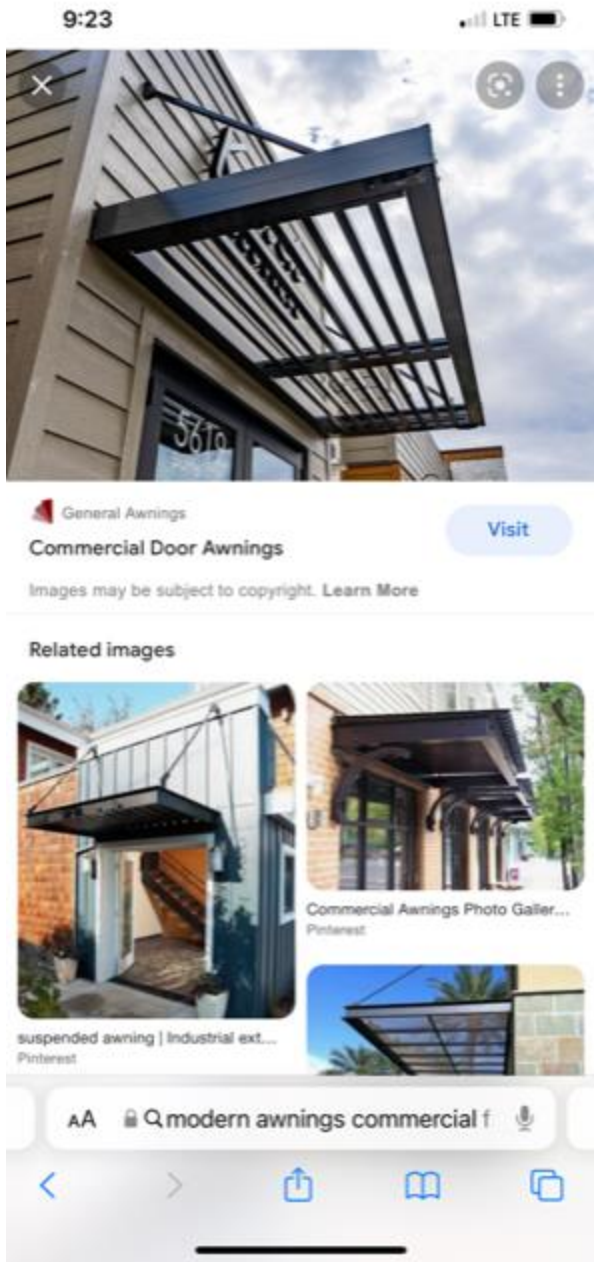 9:23
LTE
5619
General Awnings
Visit
Commercial Door Awnings
Images may be subject to copyright. Learn More
Related images
Commercial Awnings Photo Galler...
Pinterest
suspended awning | Industrial ext...
Pinterest
AA
modern awnings commercial f